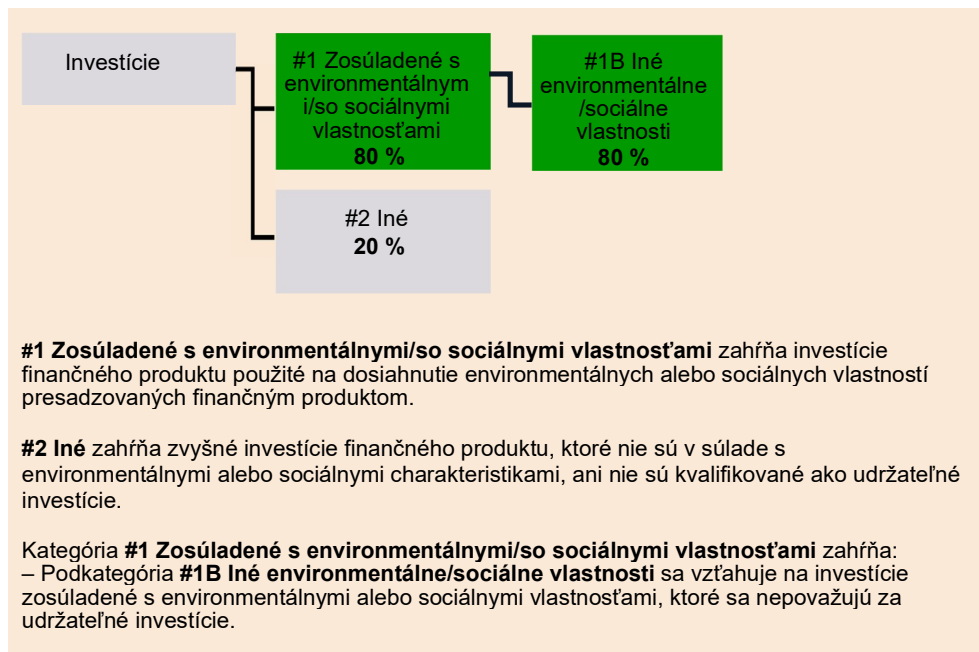 Investície
#1 Zosúladené s
environmentálnym
i/so sociálnymi
vlastnosťami
80 %
#1B Iné
environmentálne
/sociálne
vlastnosti
80 %
#2 Iné
20 %
#1 Zosúladené s environmentálnymi/so sociálnymi vlastnosťami zahŕňa investície
finančného produktu použité na dosiahnutie environmentálnych alebo sociálnych vlastností
presadzovaných finančným produktom.
#2 Iné zahŕňa zvyšné investície finančného produktu, ktoré nie sú v súlade s
environmentálnymi alebo sociálnymi charakteristikami, ani nie sú kvalifikované ako udržateľné
investície.
Kategória #1 Zosúladené s environmentálnymi/so sociálnymi vlastnosťami zahŕňa:
– Podkategória #1B Iné environmentálne/sociálne vlastnosti sa vzťahuje na investície
zosúladené s environmentálnymi alebo sociálnymi vlastnosťami, ktoré sa nepovažujú za
udržateľné investície.